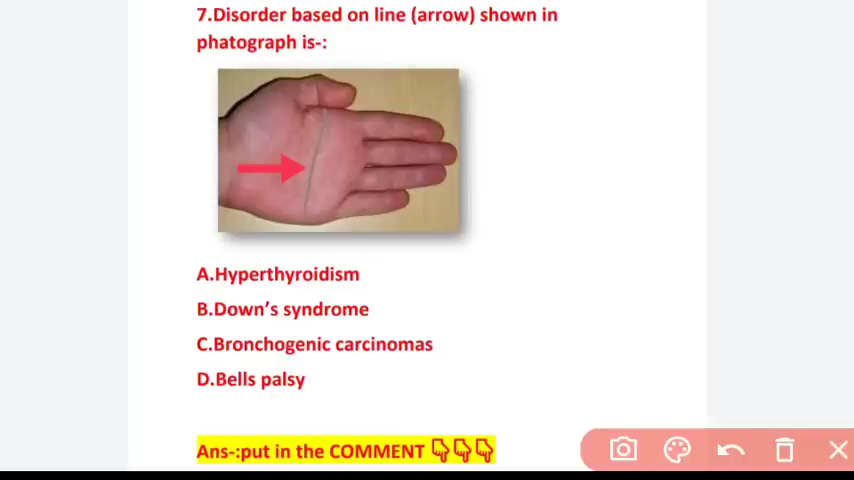 7.Disorder based on line (arrow) shown in
phatograph is-:
A.Hyperthyroidism
B.Down’s syndrome
C.Bronchogenic carcinomas
D.Bells palsy
Ans-:put in the COMMENT 👇👇👇